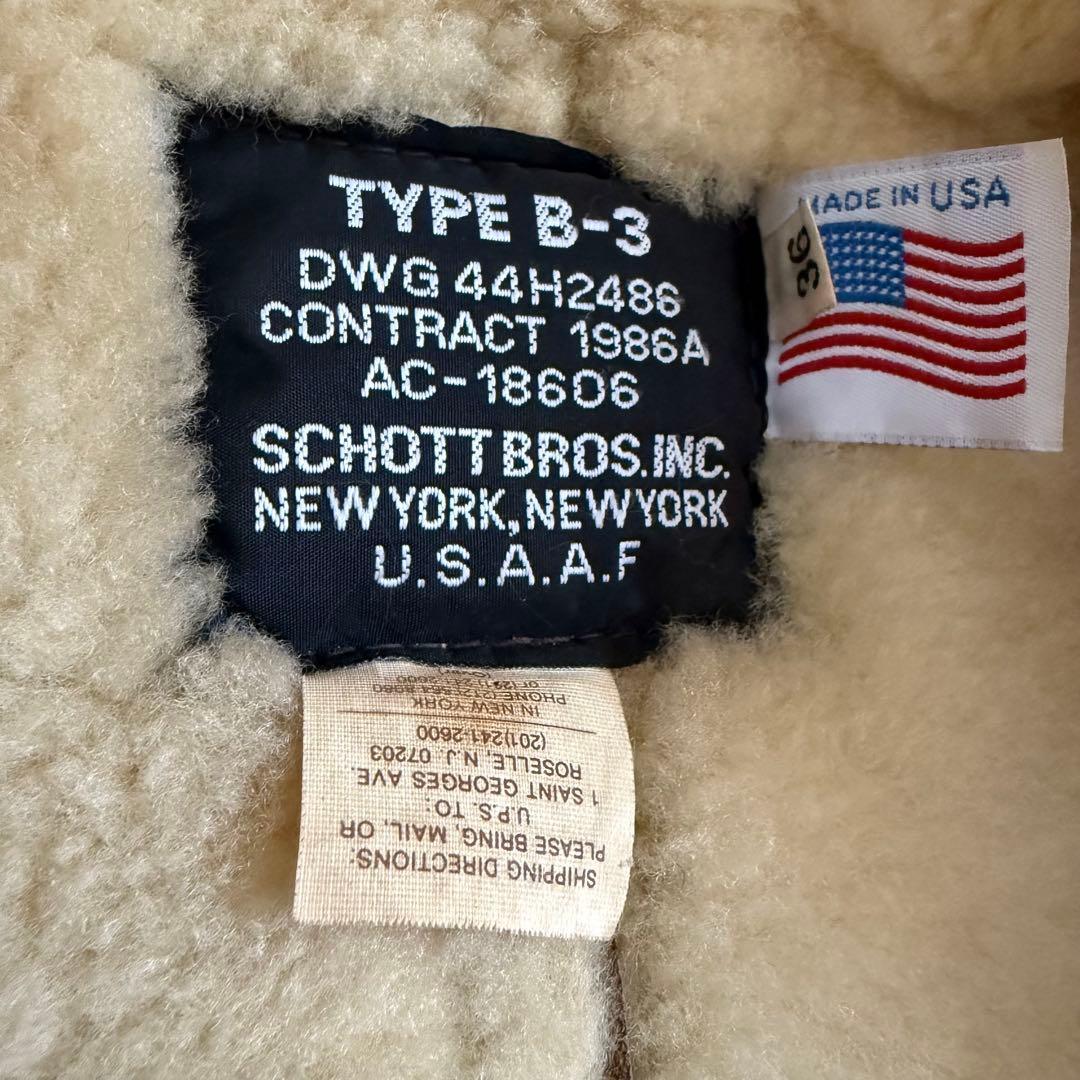 TYPE B-3
DWG 44H2486
CONTRACT 1986A
AC-18606
SCHOTT BROS. INC.
NEW YORK, NEW YORK
U.S.A.A.F
MADE IN USA
36
SHIPPING DIRECTIONS:
PLEASE BRING, MAIL, OR
U.P.S. TO:
1 SAINT GEORGES AVE.
ROSELLE, N.J. 07203
(201)241-2600
IN NEW YORK
PHONE (212)